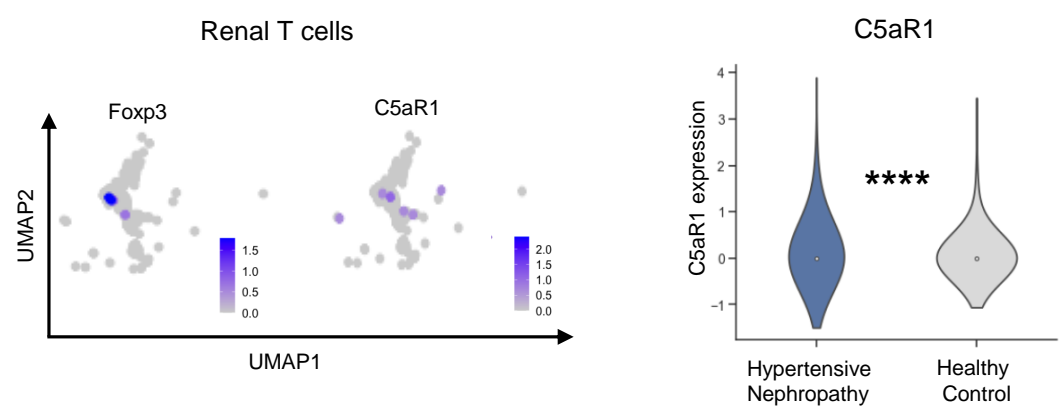 Renal T cells
Foxp3
C5aR1
UMAP2
1.5
1.0
0.5
0.0
2.0
1.5
1.0
0.5
0.0
UMAP1
C5aR1
C5aR1 expression
4
3
2
1
0
−1
****
Hypertensive
Nephropathy
Healthy
Control